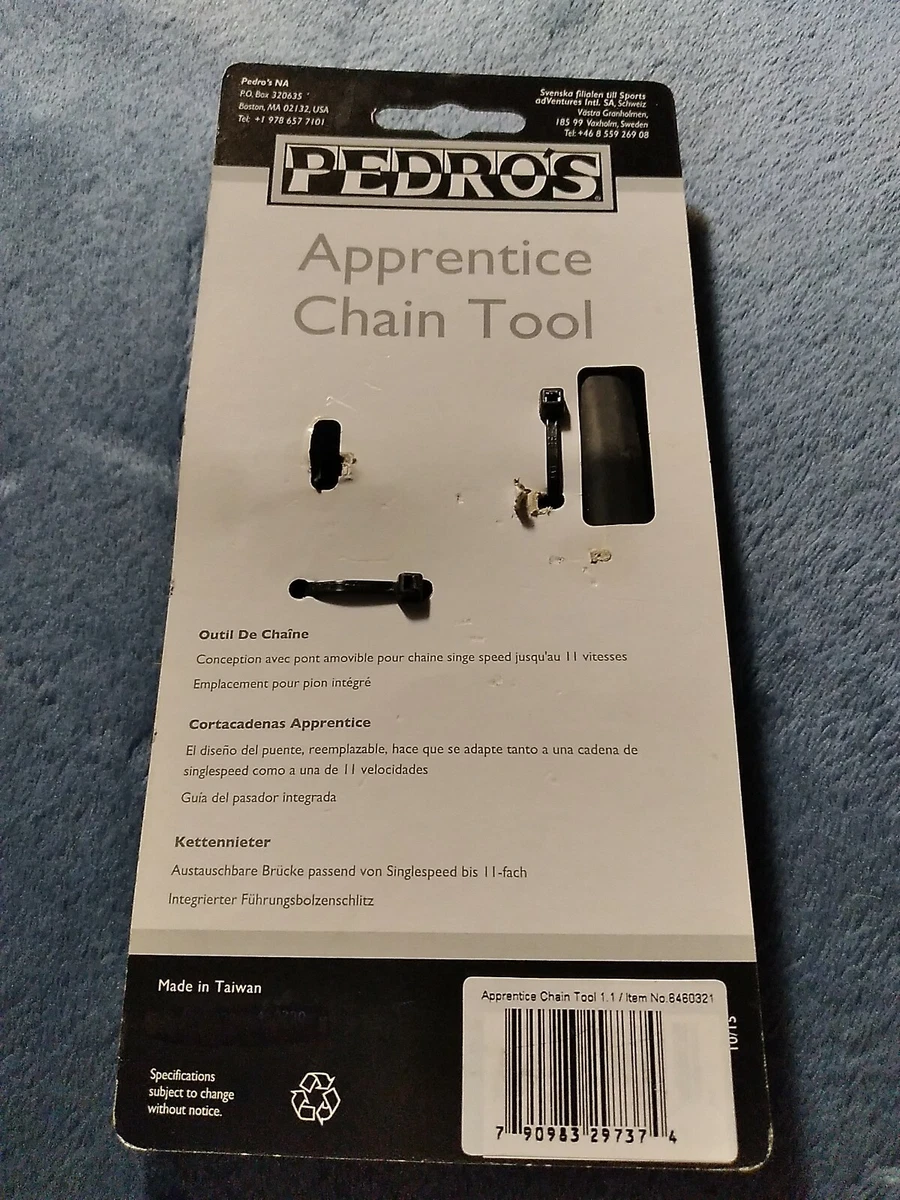 Pedro's NA
P.O. Box 320635
Boston, MA 02132, USA
Tel: +1 978 657 7101
Svenska filialen till Sports
adVentures Intl. SA, Schweiz
Västra Granholmen,
185 99 Vaxholm, Sweden
Tel: +46 8 559 269 08
PEDRO'S®
Apprentice
Chain Tool
Outil De Chaîne
Conception avec pont amovible pour chaine singe speed jusqu'au 11 vitesses
Emplacement pour pion intégré
Cortacadenas Apprentice
El diseño del puente, reemplazable, hace que se adapte tanto a una cadena de
singlespeed como a una de 11 velocidades
Guía del pasador integrada
Kettennieter
Austauschbare Brücke passend von Singlespeed bis 11-fach
Integrierter Führungsbolzenschlitz
Made in Taiwan
Specifications
subject to change
without notice.
Apprentice Chain Tool 1.1 / Item No.6460321
7 90983 29737 4
10/15